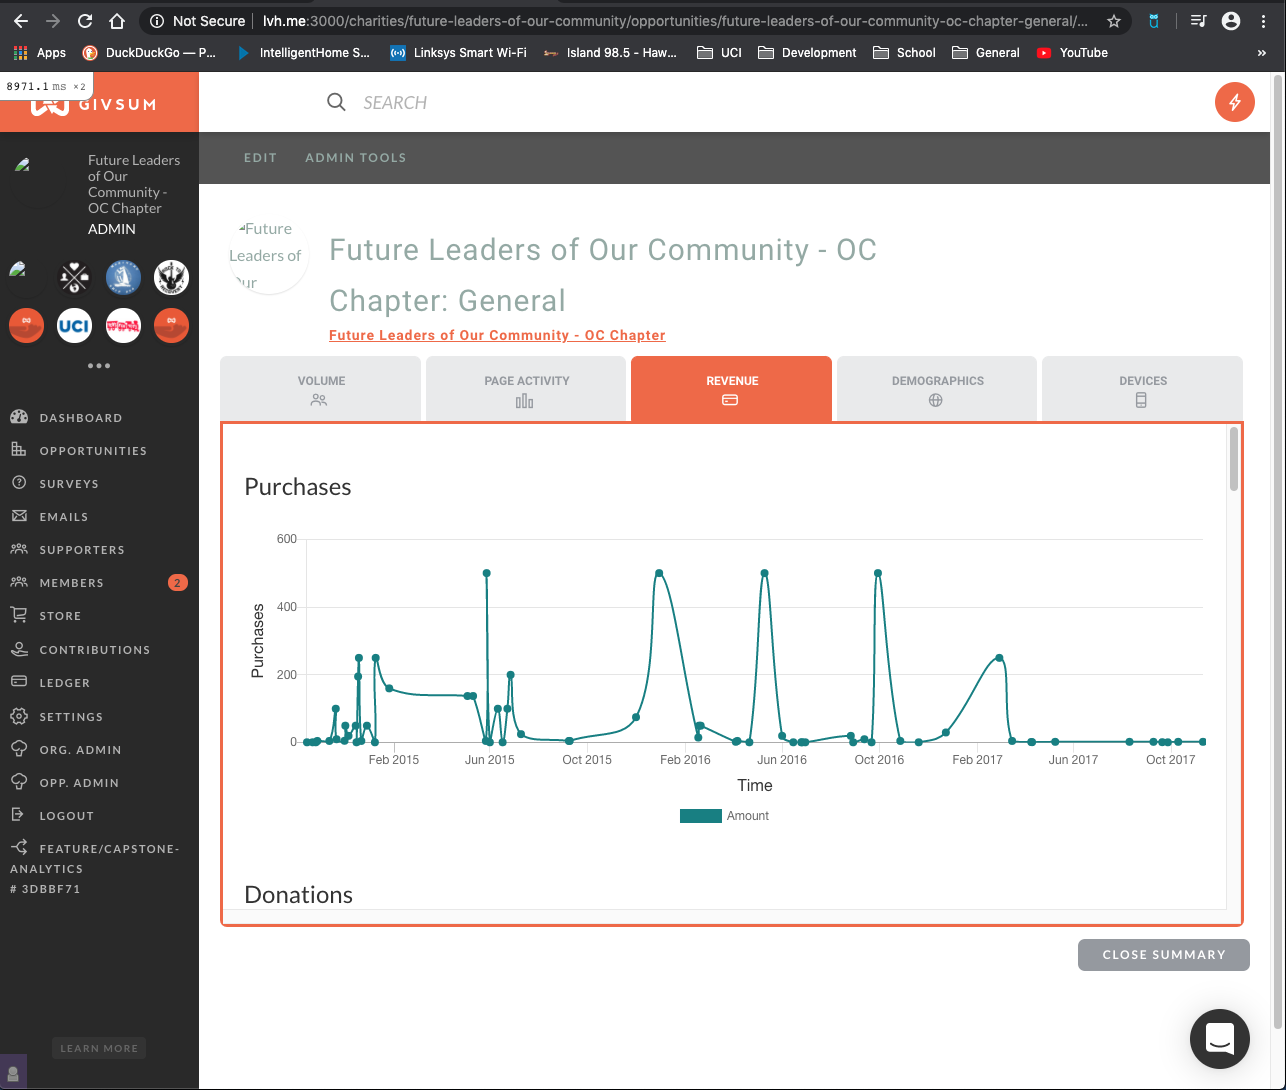 Not Secure | lvh.me:3000/charities/future-leaders-of-our-community/opportunities/future-leaders-of-our-community-oc-chapter-general/...
Apps DuckDuckGo — P... IntelligentHome S... Linksys Smart Wi-Fi Island 98.5 - Haw... UCI Development School General YouTube »
8971.1 ms ×2
GIVSUM
SEARCH
EDIT ADMIN TOOLS
Future Leaders
of Our
Community -
OC Chapter
ADMIN
UCI
DASHBOARD
OPPORTUNITIES
SURVEYS
EMAILS
SUPPORTERS
MEMBERS 2
STORE
CONTRIBUTIONS
LEDGER
SETTINGS
ORG. ADMIN
OPP. ADMIN
LOGOUT
FEATURE/CAPSTONE-
ANALYTICS
# 3DBBF71
LEARN MORE
Future
Leaders of
Our
Future Leaders of Our Community - OC
Chapter: General
Future Leaders of Our Community - OC Chapter
VOLUME PAGE ACTIVITY REVENUE DEMOGRAPHICS DEVICES
Purchases
600
400
200
0
Purchases
Feb 2015 Jun 2015 Oct 2015 Feb 2016 Jun 2016 Oct 2016 Feb 2017 Jun 2017 Oct 2017
Time
Amount
Donations
CLOSE SUMMARY